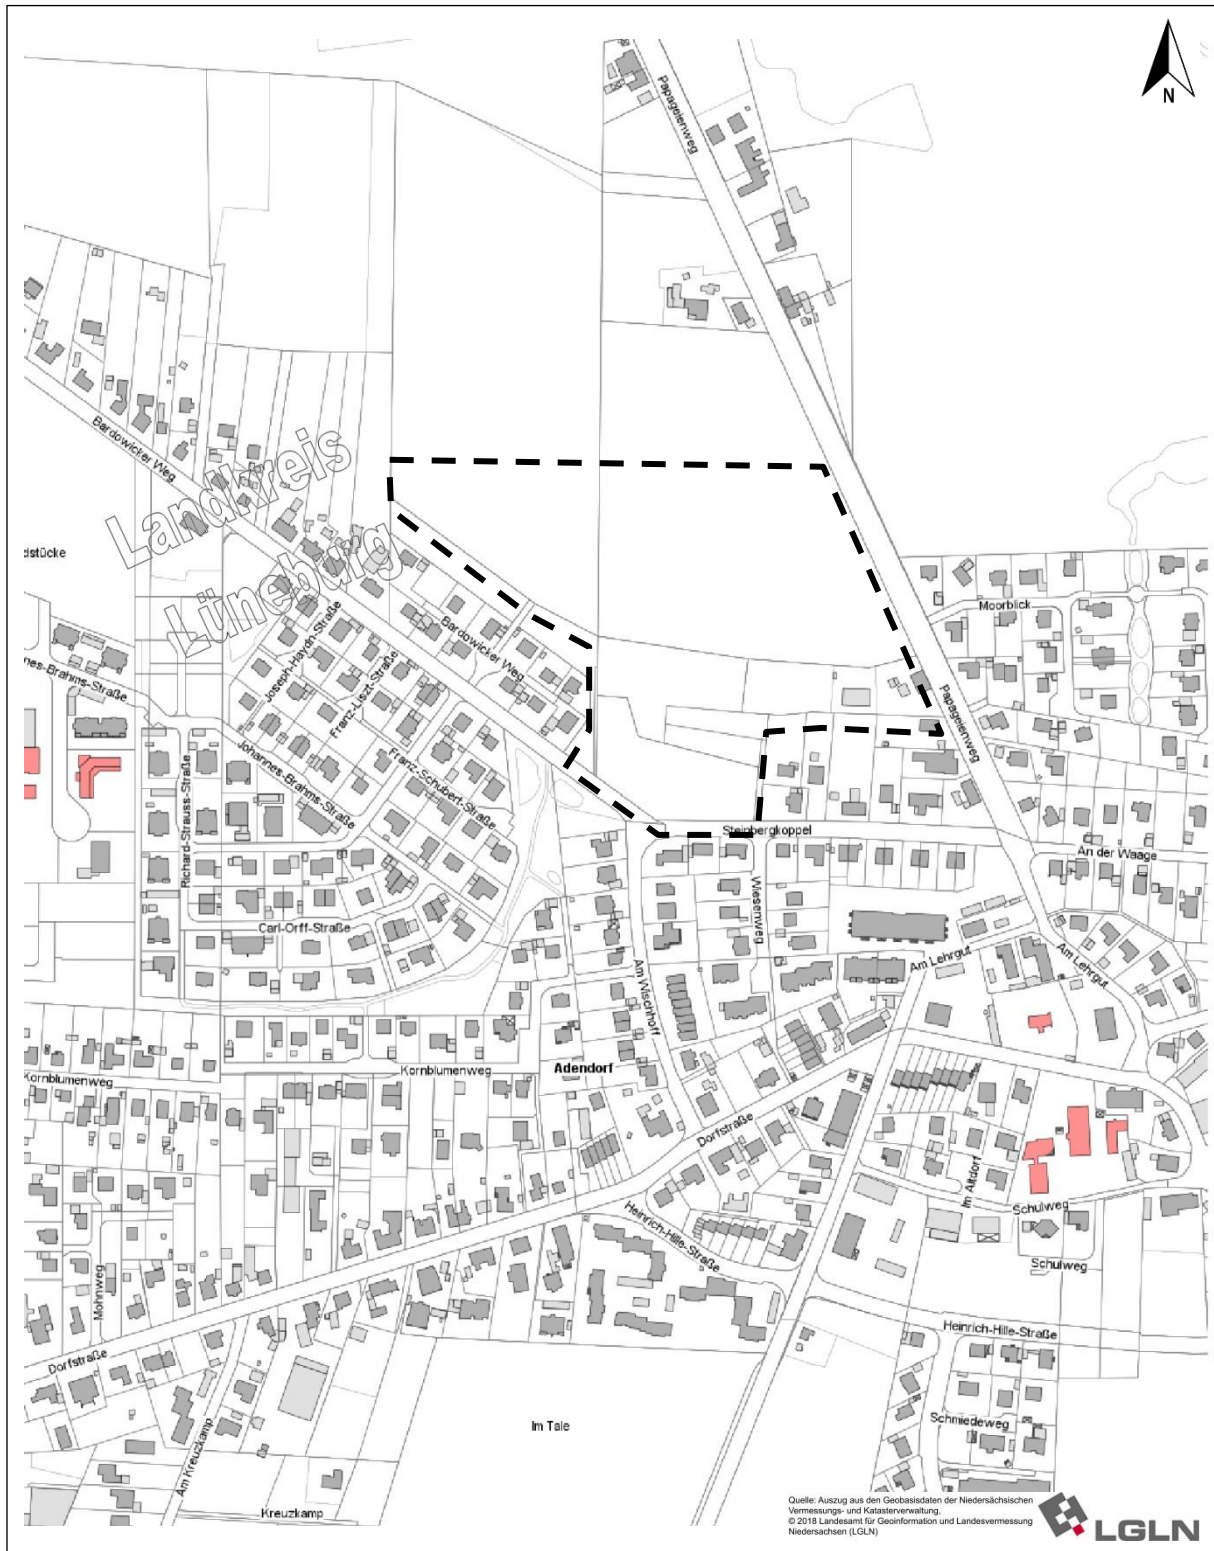 N
Papageienweg
Bardowicker Weg
Landkreis
Lüneburg
dstücke
Moorblick
Joseph-Haydn-Straße
Bardowicker Weg
Franz-Liszt-Straße
nes-Brahms-Straße
Papageienweg
Johannes-Brahms-Straße
Franz-Schubert-Straße
Richard-Strauss-Straße
Steinbergkoppel
An der Waage
Wiesenweg
Carl-Orff-Straße
Am Wischhoff
Am Lehrgut
Am Lehrgut
Adendorf
Kornblumenweg
Kornblumenweg
Dorfstraße
Im Altdorf
Schulweg
Heinrich-Hille-Straße
Schulweg
Mohnweg
Heinrich-Hille-Straße
Dorfstraße
Schmiedeweg
Im Tale
Am Kreuzkamp
Kreuzkamp
Quelle: Auszug aus den Geobasisdaten der Niedersächsischen
Vermessungs- und Katasterverwaltung,
© 2018 Landesamt für Geoinformation und Landesvermessung
Niedersachsen (LGLN)
LGLN